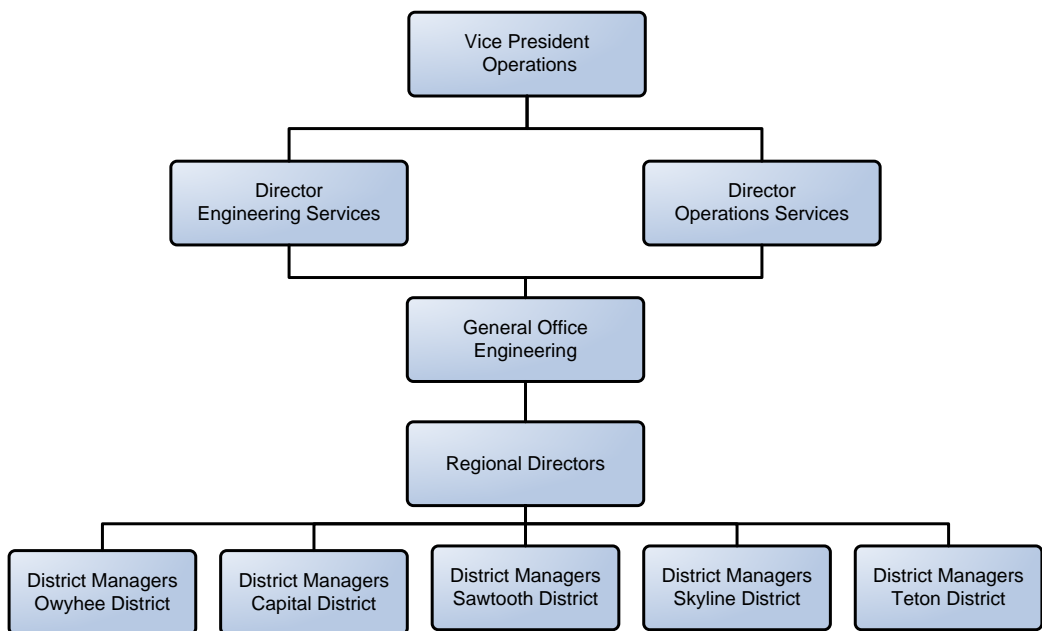 Vice President
Operations
Director
Engineering Services
Director
Operations Services
General Office
Engineering
Regional Directors
District Managers
Owyhee District
District Managers
Capital District
District Managers
Sawtooth District
District Managers
Skyline District
District Managers
Teton District